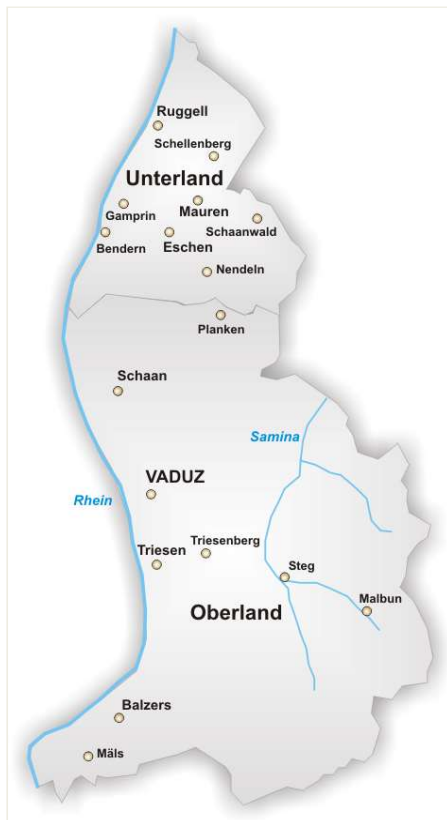 Ruggell
Schellenberg
Unterland
Mauren
Gamprin
Schaanwald
Bendern
Eschen
Nendeln
Planken
Schaan
Samina
VADUZ
Rhein
Triesenberg
Triesen
Steg
Malbun
Oberland
Balzers
Mäls